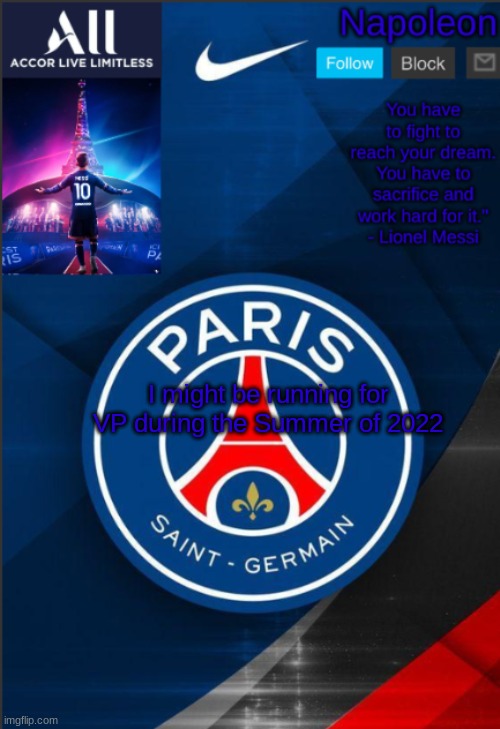 All
ACCOR LIVE LIMITLESS
Napoleon
Follow Block
You have
to fight to
reach your dream.
You have to
sacrifice and
work hard for it."
- Lionel Messi
MESSI
10
PARIS
I might be running for
VP during the Summer of 2022
SAINT - GERMAIN
imgflip.com